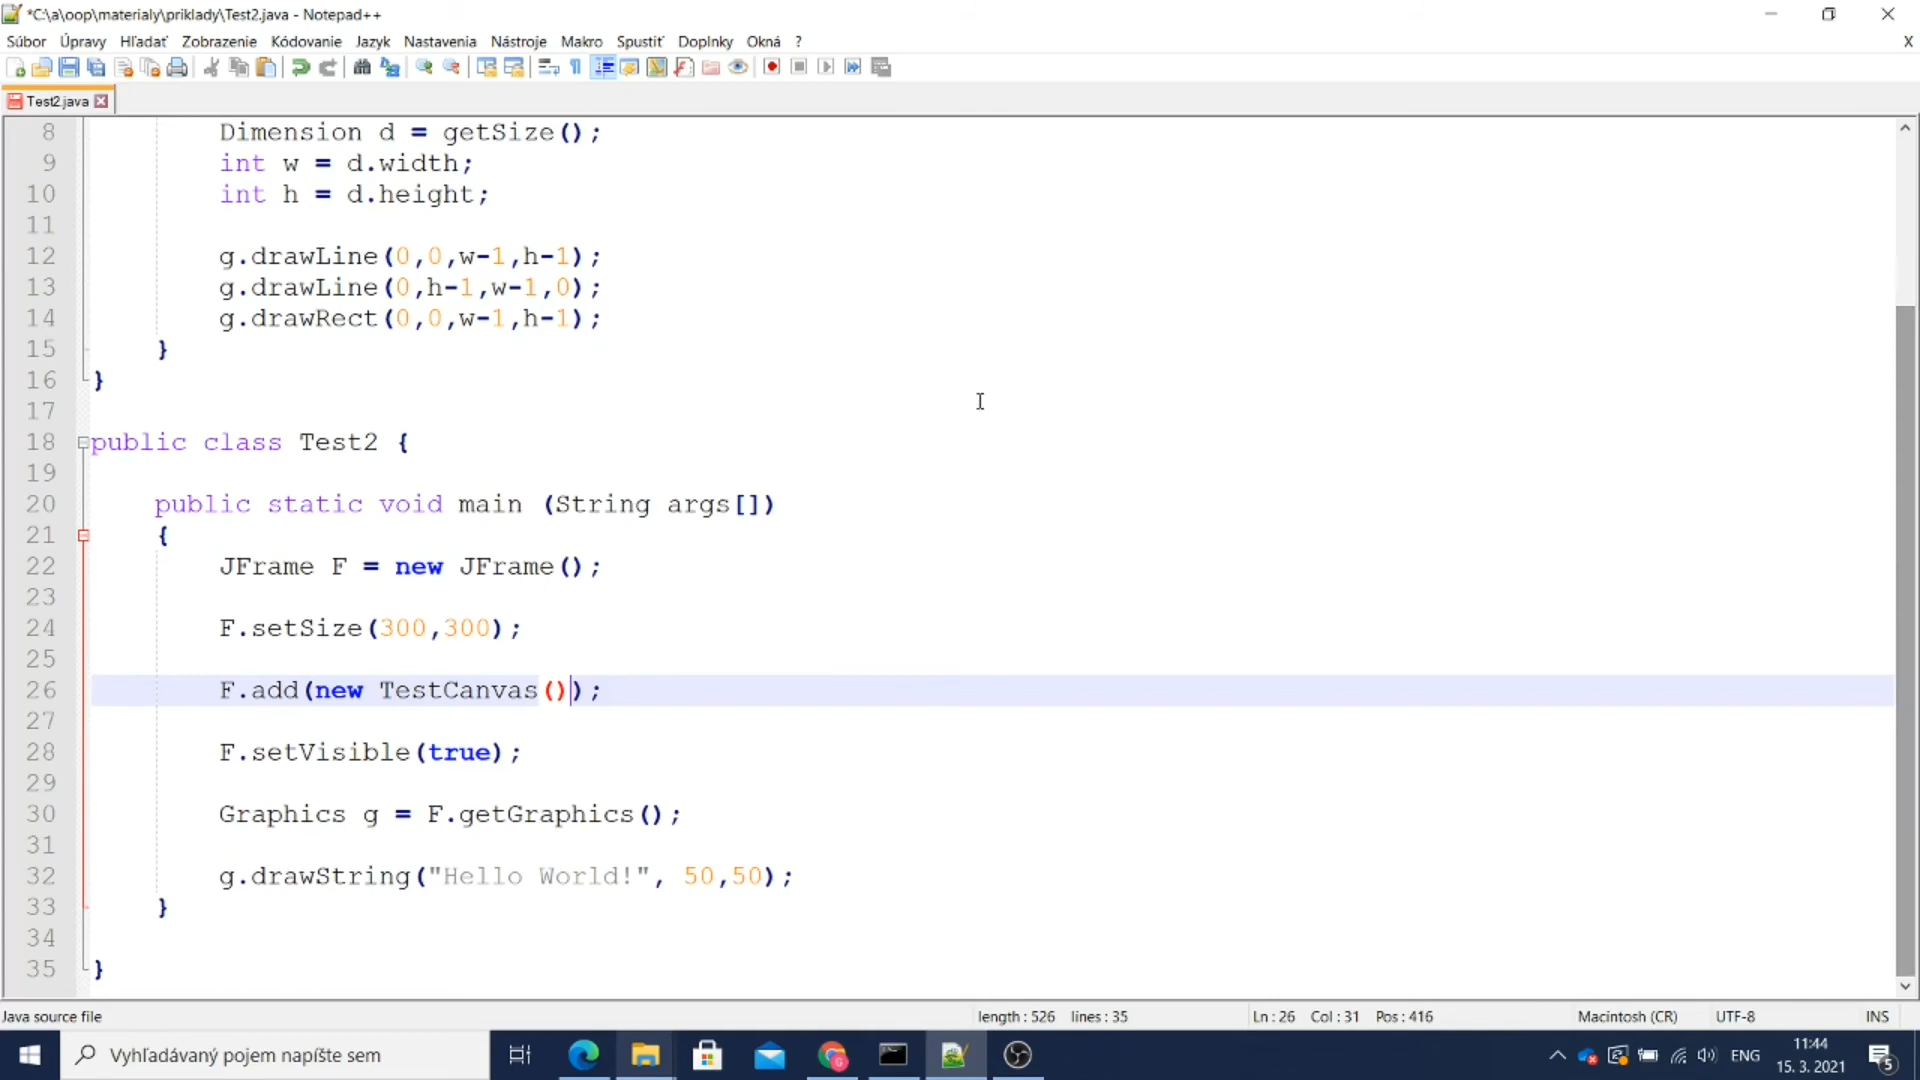 *C:\a\oop\materialy\priklady\Test2.java - Notepad++
Súbor Úpravy Hľadať Zobrazenie Kódovanie Jazyk Nastavenia Nástroje Makro Spustiť Doplnky Okná ? X
Test2.java
8 Dimension d = getSize();
9 int w = d.width;
10 int h = d.height;
11
12 g.drawLine(0,0,w-1,h-1);
13 g.drawLine(0,h-1,w-1,0);
14 g.drawRect(0,0,w-1,h-1);
15 }
16 }
17
18 public class Test2 {
19
20 public static void main (String args[])
21 {
22 JFrame F = new JFrame();
23
24 F.setSize(300,300);
25
26 F.add(new TestCanvas());
27
28 F.setVisible(true);
29
30 Graphics g = F.getGraphics();
31
32 g.drawString("Hello World!", 50,50);
33 }
34
35 }
Java source file length : 526 lines : 35 Ln : 26 Col : 31 Pos : 416 Macintosh (CR) UTF-8 INS
Vyhľadávaný pojem napíšte sem ENG 11:44
15. 3. 2021 5